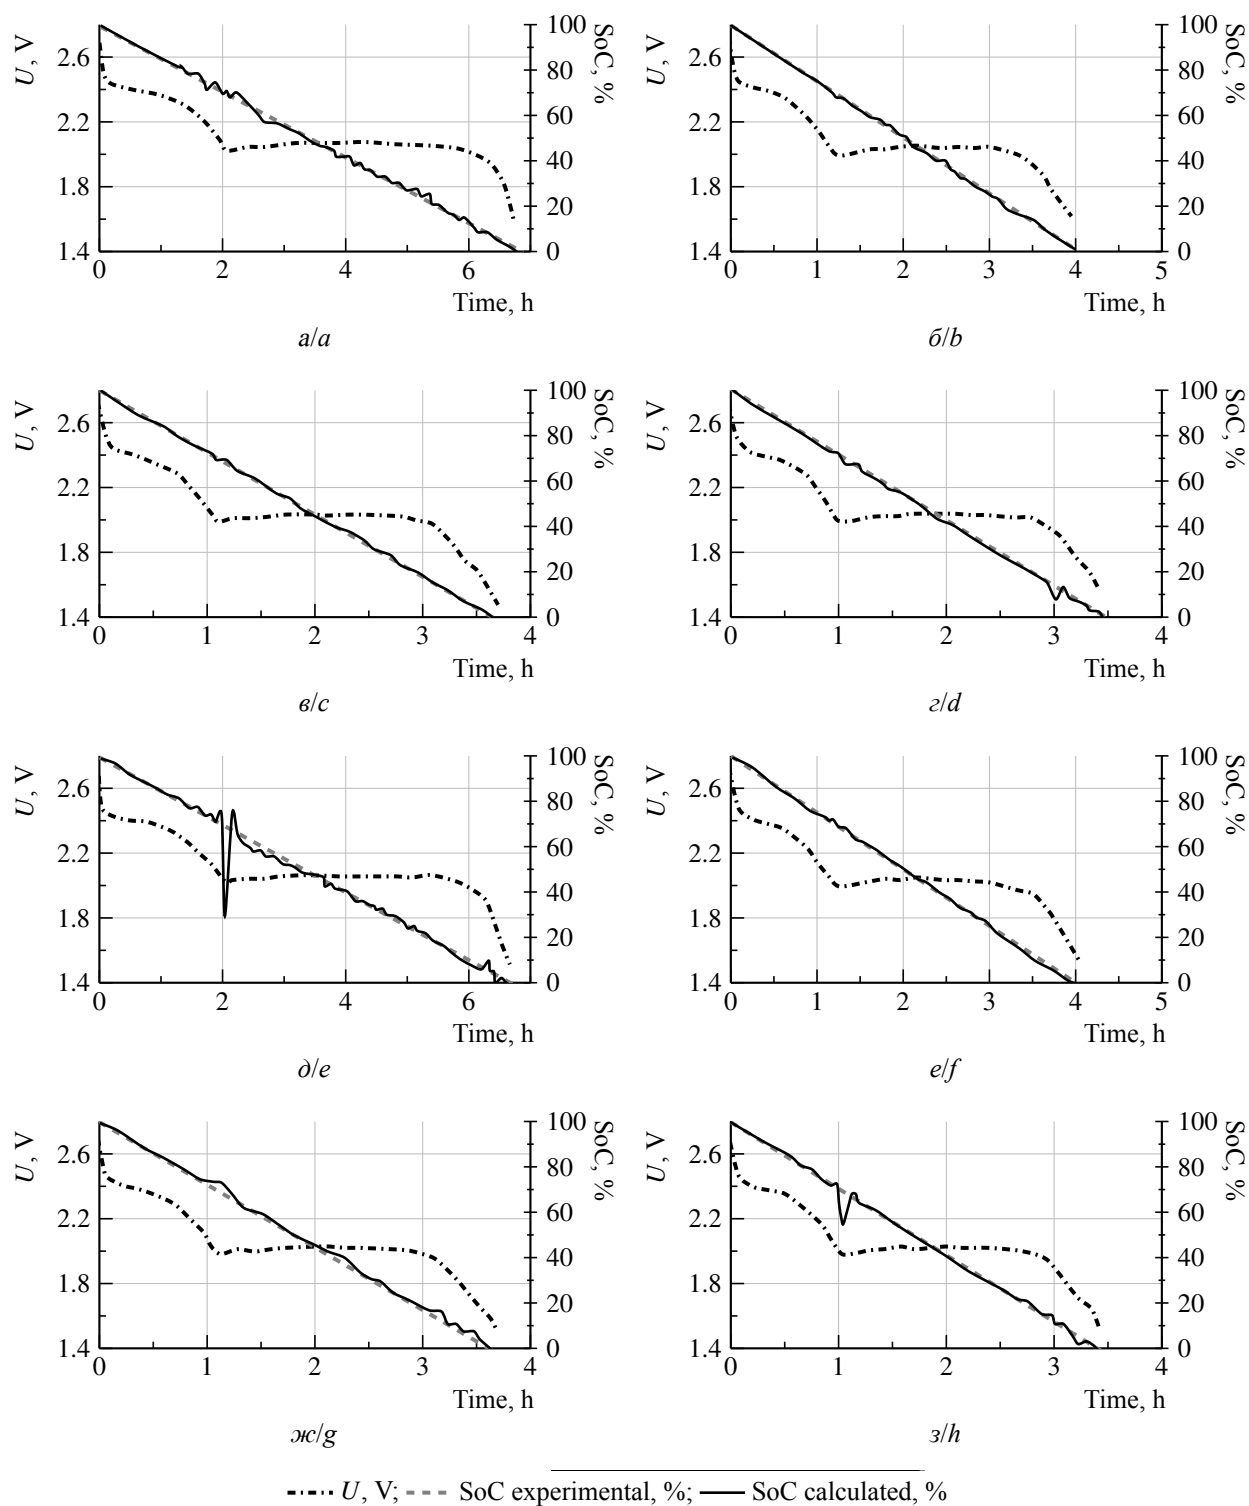 U, V
2.6
2.2
1.8
1.4
0 2 4 6
100
80
60
40
20
0
SoC, %
Time, h
а/a
U, V
2.6
2.2
1.8
1.4
0 1 2 3 4 5
100
80
60
40
20
0
SoC, %
Time, h
б/b
U, V
2.6
2.2
1.8
1.4
0 1 2 3 4
100
80
60
40
20
0
SoC, %
Time, h
в/c
U, V
2.6
2.2
1.8
1.4
0 1 2 3 4
100
80
60
40
20
0
SoC, %
Time, h
г/d
U, V
2.6
2.2
1.8
1.4
0 2 4 6
100
80
60
40
20
0
SoC, %
Time, h
д/e
U, V
2.6
2.2
1.8
1.4
0 1 2 3 4 5
100
80
60
40
20
0
SoC, %
Time, h
е/f
U, V
2.6
2.2
1.8
1.4
0 1 2 3 4
100
80
60
40
20
0
SoC, %
Time, h
ж/g
U, V
2.6
2.2
1.8
1.4
0 1 2 3 4
100
80
60
40
20
0
SoC, %
Time, h
з/h
U, V; SoC experimental, %; SoC calculated, %